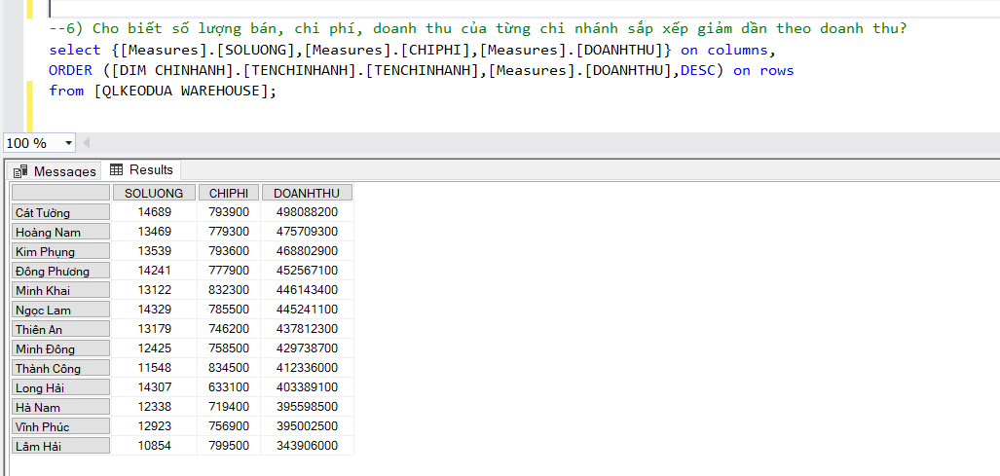 --6) Cho biết số lượng bán, chi phí, doanh thu của từng chi nhánh sắp xếp giảm dần theo doanh thu?
select {[Measures].[SOLUONG],[Measures].[CHIPHI],[Measures].[DOANHTHU]} on columns,
ORDER ([DIM CHINHANH].[TENCHINHANH].[TENCHINHANH],[Measures].[DOANHTHU],DESC) on rows
from [QLKEODUA WAREHOUSE];
100 %
Messages Results
SOLUONG CHIPHI DOANHTHU
Cát Tường 14689 793900 498088200
Hoàng Nam 13469 779300 475709300
Kim Phụng 13539 793600 468802900
Đông Phương 14241 777900 452567100
Minh Khai 13122 832300 446143400
Ngọc Lam 14329 785500 445241100
Thiên An 13179 746200 437812300
Minh Đông 12425 758500 429738700
Thành Công 11548 834500 412336000
Long Hải 14307 633100 403389100
Hà Nam 12338 719400 395598500
Vĩnh Phúc 12923 756900 395002500
Lâm Hải 10854 799500 343906000